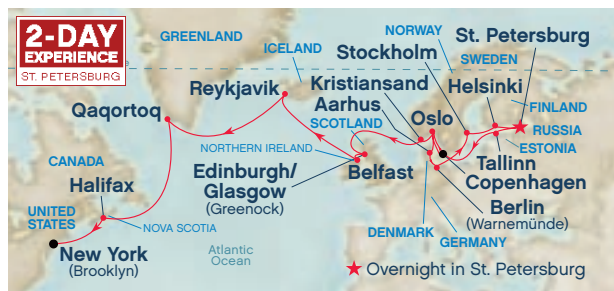 2-DAY
EXPERIENCE
ST. PETERSBURG
GREENLAND
ICELAND
NORWAY
St. Petersburg
Stockholm
SWEDEN
Reykjavik
Kristiansand
Helsinki
Qaqortoq
Aarhus
Oslo
FINLAND
SCOTLAND
RUSSIA
NORTHERN IRELAND
ESTONIA
CANADA
Edinburgh/
Glasgow
(Greenock)
Belfast
Tallinn
Copenhagen
Halifax
Berlin
(Warnemünde)
UNITED
STATES
NOVA SCOTIA
DENMARK
GERMANY
New York
(Brooklyn)
Atlantic
Ocean
Overnight in St. Petersburg